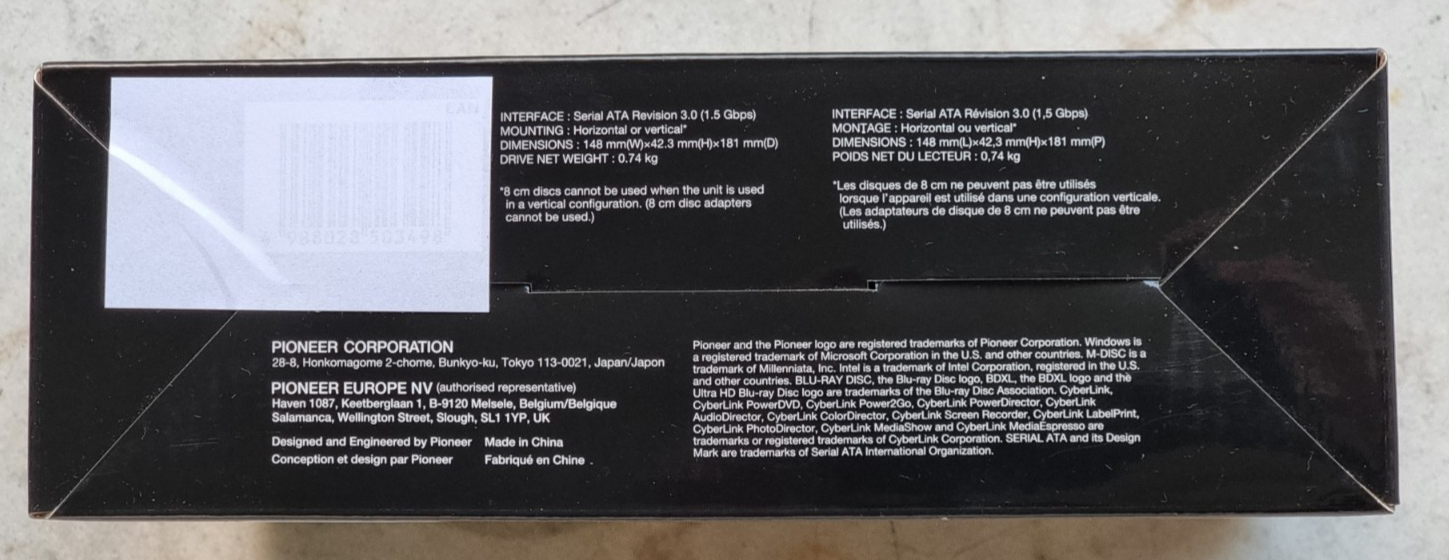 EAN
4 988028 503498
INTERFACE : Serial ATA Revision 3.0 (1.5 Gbps)
MOUNTING : Horizontal or vertical*
DIMENSIONS : 148 mm(W)×42.3 mm(H)×181 mm(D)
DRIVE NET WEIGHT : 0.74 kg
*8 cm discs cannot be used when the unit is used
in a vertical configuration. (8 cm disc adapters
cannot be used.)
INTERFACE : Serial ATA Révision 3.0 (1,5 Gbps)
MONTAGE : Horizontal ou vertical*
DIMENSIONS : 148 mm(L)×42,3 mm(H)×181 mm(P)
POIDS NET DU LECTEUR : 0,74 kg
*Les disques de 8 cm ne peuvent pas être utilisés
lorsque l'appareil est utilisé dans une configuration verticale.
(Les adaptateurs de disque de 8 cm ne peuvent pas être
utilisés.)
PIONEER CORPORATION
28-8, Honkomagome 2-chome, Bunkyo-ku, Tokyo 113-0021, Japan/Japon
PIONEER EUROPE NV (authorised representative)
Haven 1087, Keetberglaan 1, B-9120 Melsele, Belgium/Belgique
Salamanca, Wellington Street, Slough, SL1 1YP, UK
Designed and Engineered by Pioneer Made in China
Conception et design par Pioneer Fabriqué en Chine .
Pioneer and the Pioneer logo are registered trademarks of Pioneer Corporation. Windows is
a registered trademark of Microsoft Corporation in the U.S. and other countries. M-DISC is a
trademark of Millenniata, Inc. Intel is a trademark of Intel Corporation, registered in the U.S.
and other countries. BLU-RAY DISC, the Blu-ray Disc logo, BDXL, the BDXL logo and the
Ultra HD Blu-ray Disc logo are trademarks of the Blu-ray Disc Association. CyberLink,
CyberLink PowerDVD, CyberLink Power2Go, CyberLink PowerDirector, CyberLink
AudioDirector, CyberLink ColorDirector, CyberLink Screen Recorder, CyberLink LabelPrint,
CyberLink PhotoDirector, CyberLink MediaShow and CyberLink MediaEspresso are
trademarks or registered trademarks of CyberLink Corporation. SERIAL ATA and its Design
Mark are trademarks of Serial ATA International Organization.